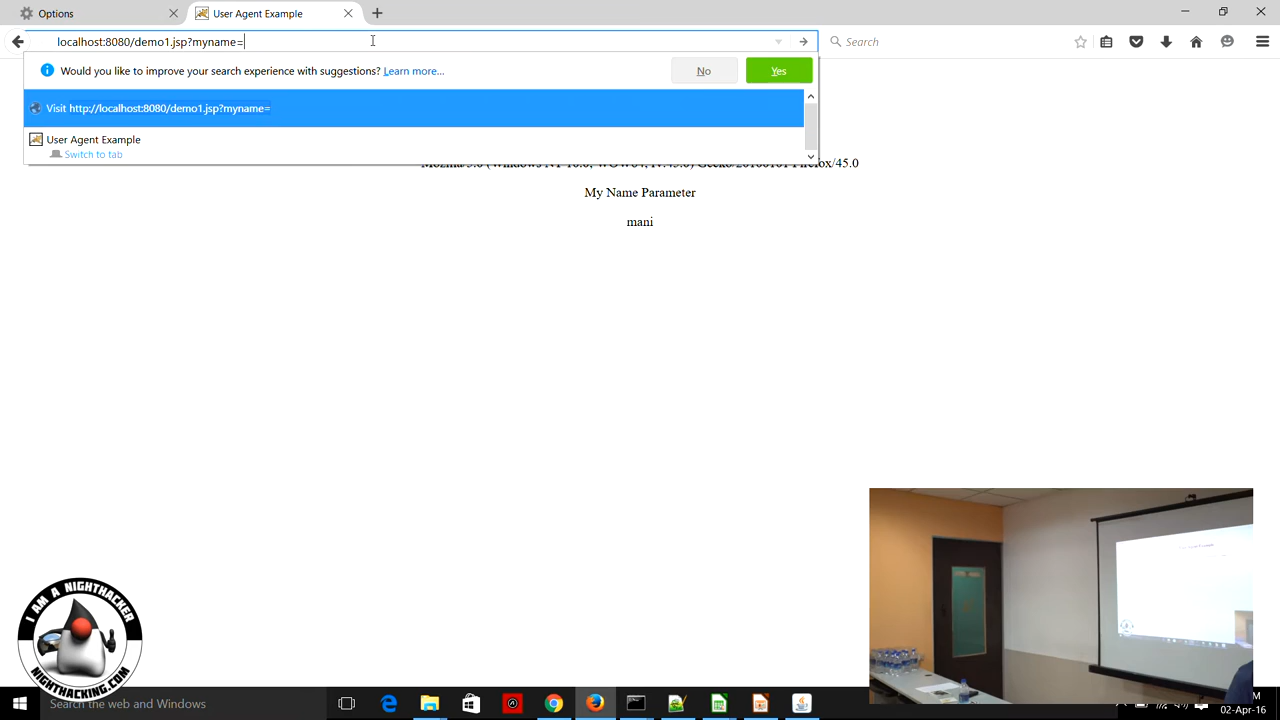 Options
User Agent Example
localhost:8080/demo1.jsp?myname=
Search
Would you like to improve your search experience with suggestions? Learn more...
No
Yes
Visit http://localhost:8080/demo1.jsp?myname=
User Agent Example
Switch to tab
My Name Parameter
mani
I AM A NIGHTHACKER
NIGHTHACKING.COM
Search the web and Windows
02-Apr-16